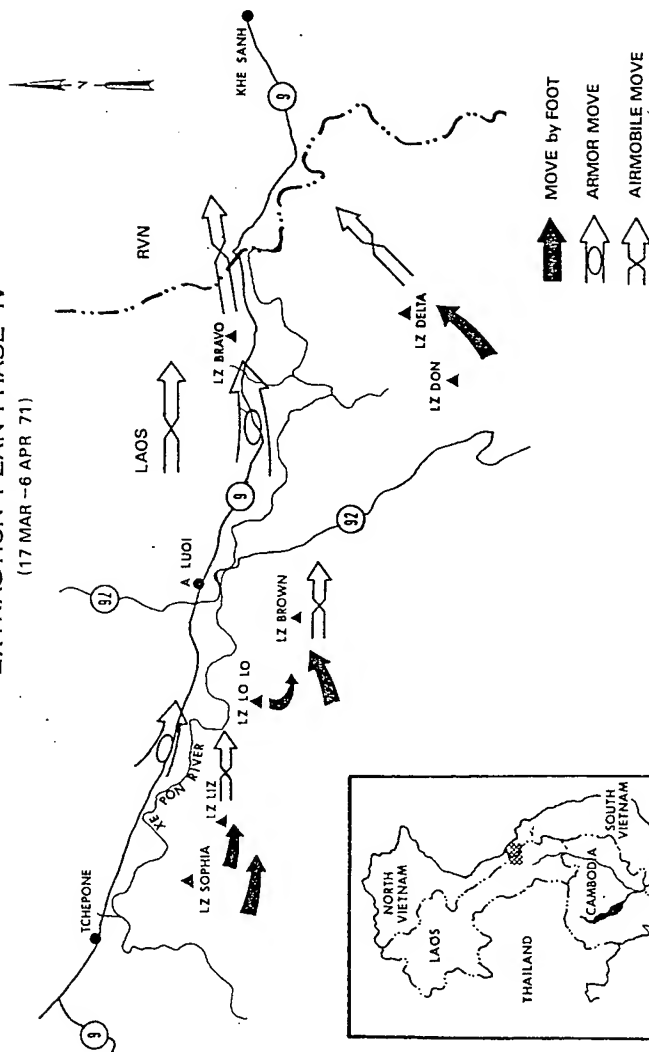 EXTRACTION PLAN PHASE IV
(17 MAR – 6 APR 71)
N
KHE SANH
9
RVN
LAOS
LZ BRAVO
LZ DELTA
LZ DON
9
92
A LUOI
92
LZ BROWN
LZ LO LO
XE PON RIVER
LZ LIZ
LZ SOPHIA
TCHEPONE
9
MOVE by FOOT
ARMOR MOVE
AIRMOBILE MOVE
NORTH
VIETNAM
LAOS
THAILAND
CAMBODIA
SOUTH
VIETNAM